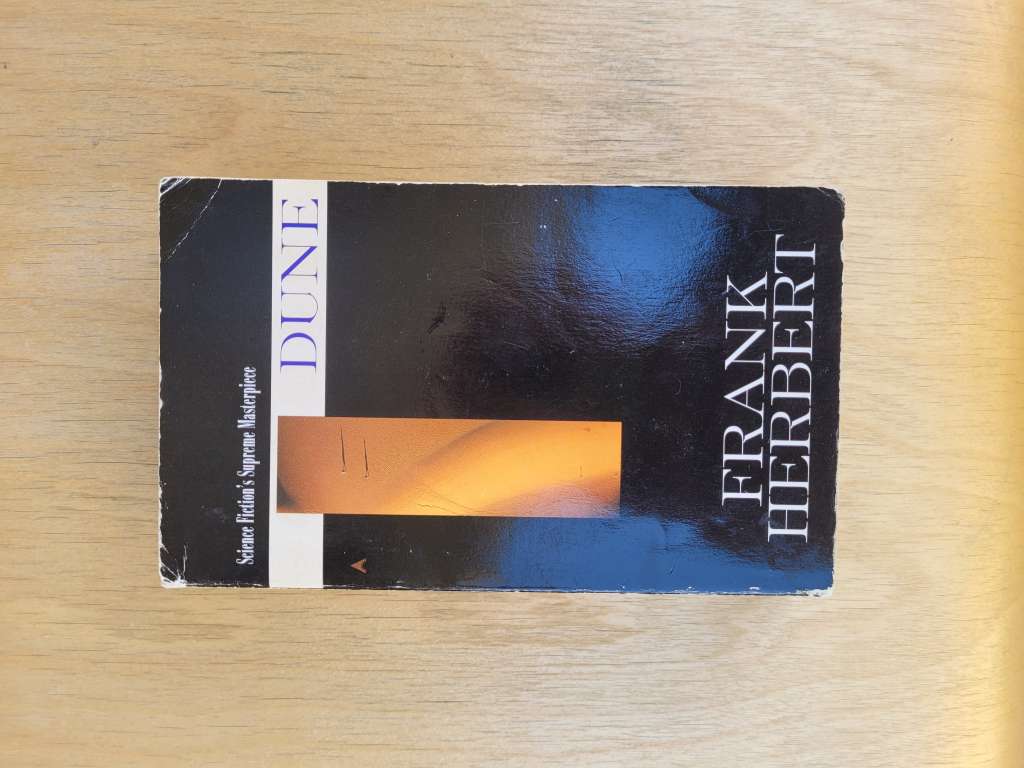 Science Fiction's Supreme Masterpiece
DUNE
FRANK
HERBERT